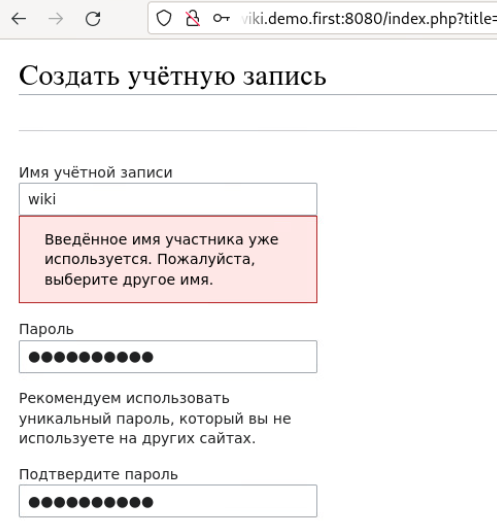 wiki.demo.first:8080/index.php?title=
Создать учётную запись
Имя учётной записи
wiki
Введённое имя участника уже
используется. Пожалуйста,
выберите другое имя.
Пароль
●●●●●●●●●●
Рекомендуем использовать
уникальный пароль, который вы не
используете на других сайтах.
Подтвердите пароль
●●●●●●●●●●